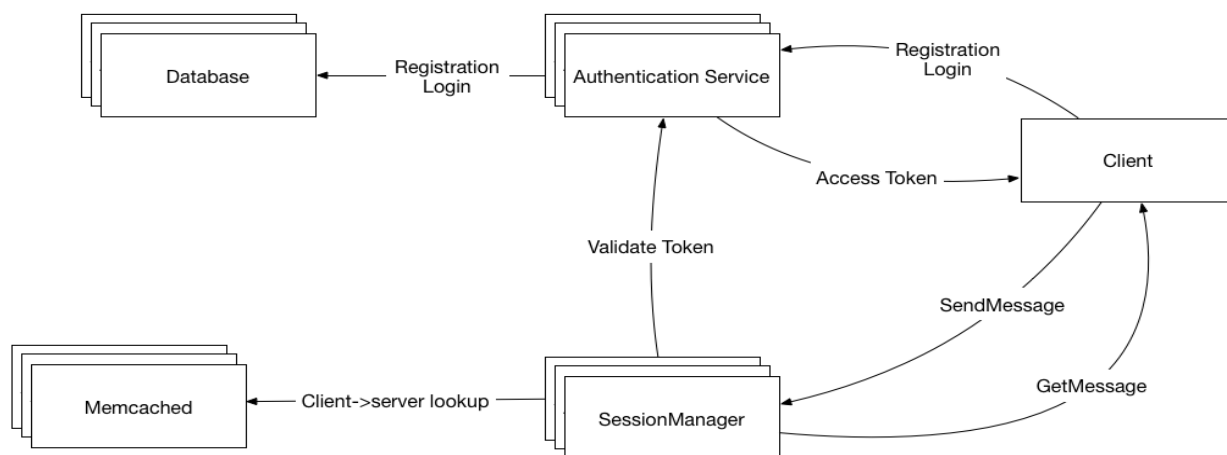 Database
Registration
Login
Authentication Service
Registration
Login
Client
Access Token
Validate Token
SendMessage
GetMessage
Memcached
Client->server lookup
SessionManager